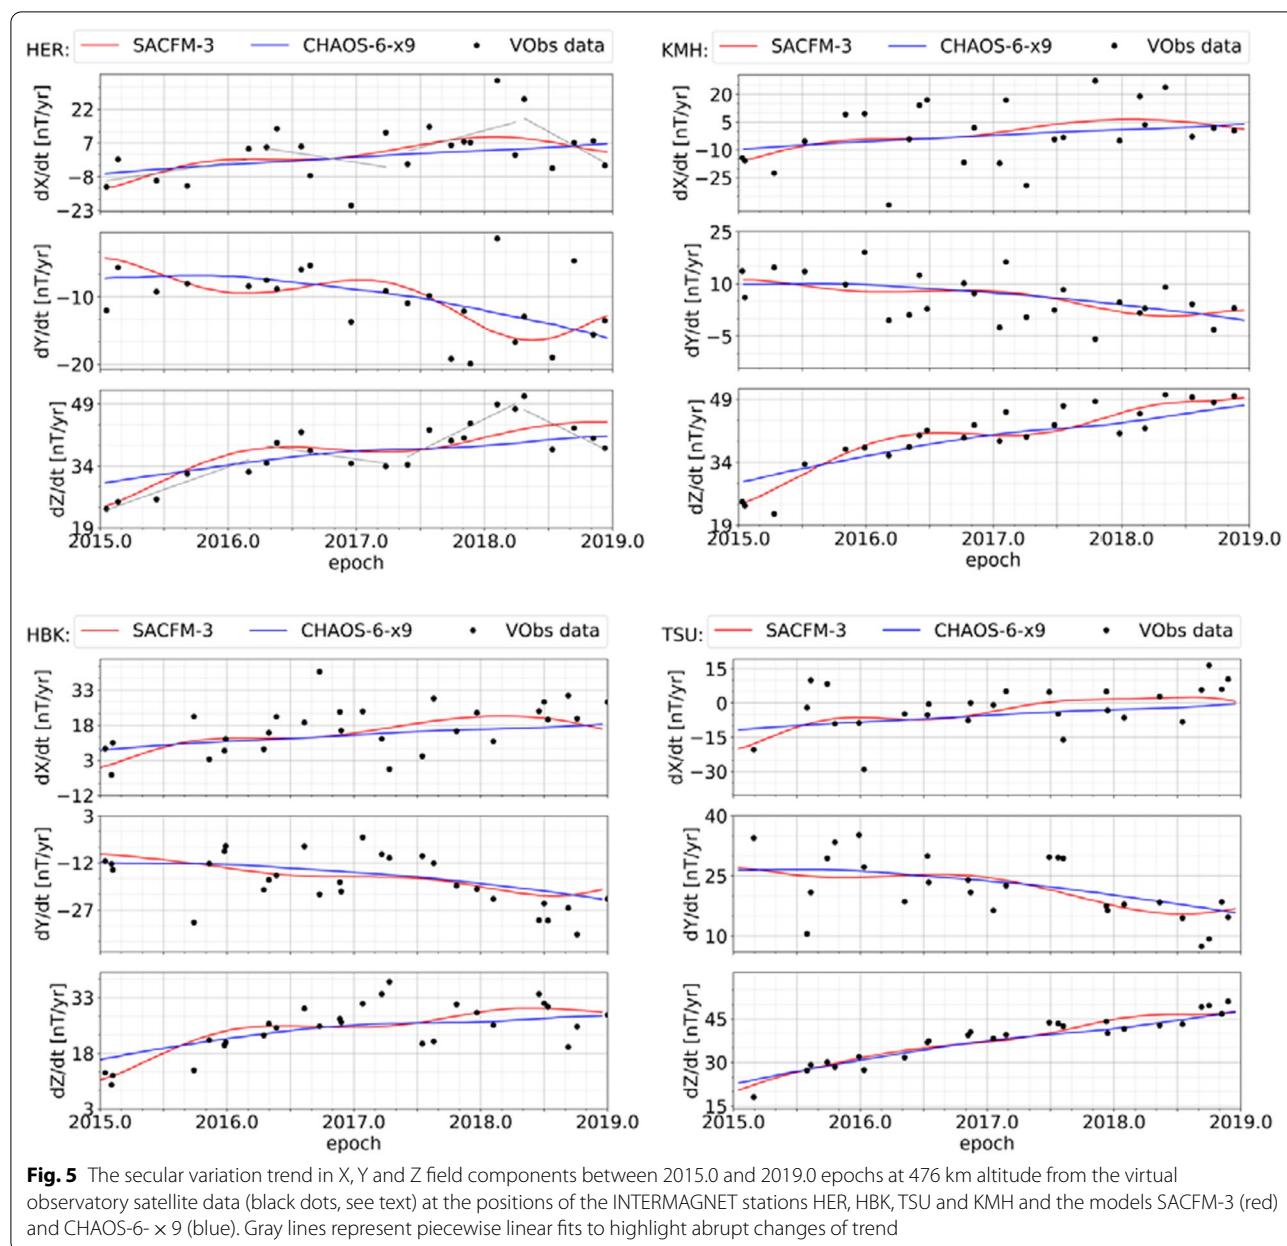 HER: SACFM-3 CHAOS-6-x9 VObs data
22
7
−8
−23
dX/dt [nT/yr]
−10
−20
dY/dt [nT/yr]
49
34
19
dZ/dt [nT/yr]
2015.0 2016.0 2017.0 2018.0 2019.0
epoch
KMH: SACFM-3 CHAOS-6-x9 VObs data
20
5
−10
−25
dX/dt [nT/yr]
25
10
−5
dY/dt [nT/yr]
49
34
19
dZ/dt [nT/yr]
2015.0 2016.0 2017.0 2018.0 2019.0
epoch
HBK: SACFM-3 CHAOS-6-x9 VObs data
33
18
3
−12
dX/dt [nT/yr]
3
−12
−27
dY/dt [nT/yr]
33
18
3
dZ/dt [nT/yr]
2015.0 2016.0 2017.0 2018.0 2019.0
epoch
TSU: SACFM-3 CHAOS-6-x9 VObs data
15
0
−15
−30
dX/dt [nT/yr]
40
25
10
dY/dt [nT/yr]
45
30
15
dZ/dt [nT/yr]
2015.0 2016.0 2017.0 2018.0 2019.0
epoch
Fig. 5 The secular variation trend in X, Y and Z field components between 2015.0 and 2019.0 epochs at 476 km altitude from the virtual
observatory satellite data (black dots, see text) at the positions of the INTERMAGNET stations HER, HBK, TSU and KMH and the models SACFM-3 (red)
and CHAOS-6- × 9 (blue). Gray lines represent piecewise linear fits to highlight abrupt changes of trend